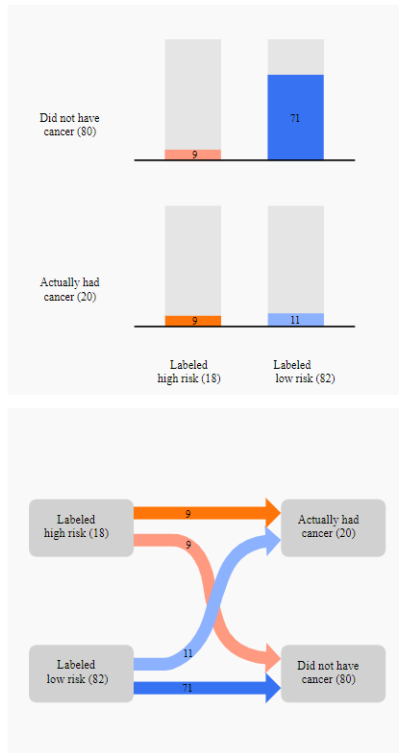 71
Did not have
cancer (80)
9
Actually had
cancer (20)
9
11
Labeled
high risk (18)
Labeled
low risk (82)
9
Labeled
high risk (18)
Actually had
cancer (20)
9
11
Labeled
low risk (82)
Did not have
cancer (80)
71